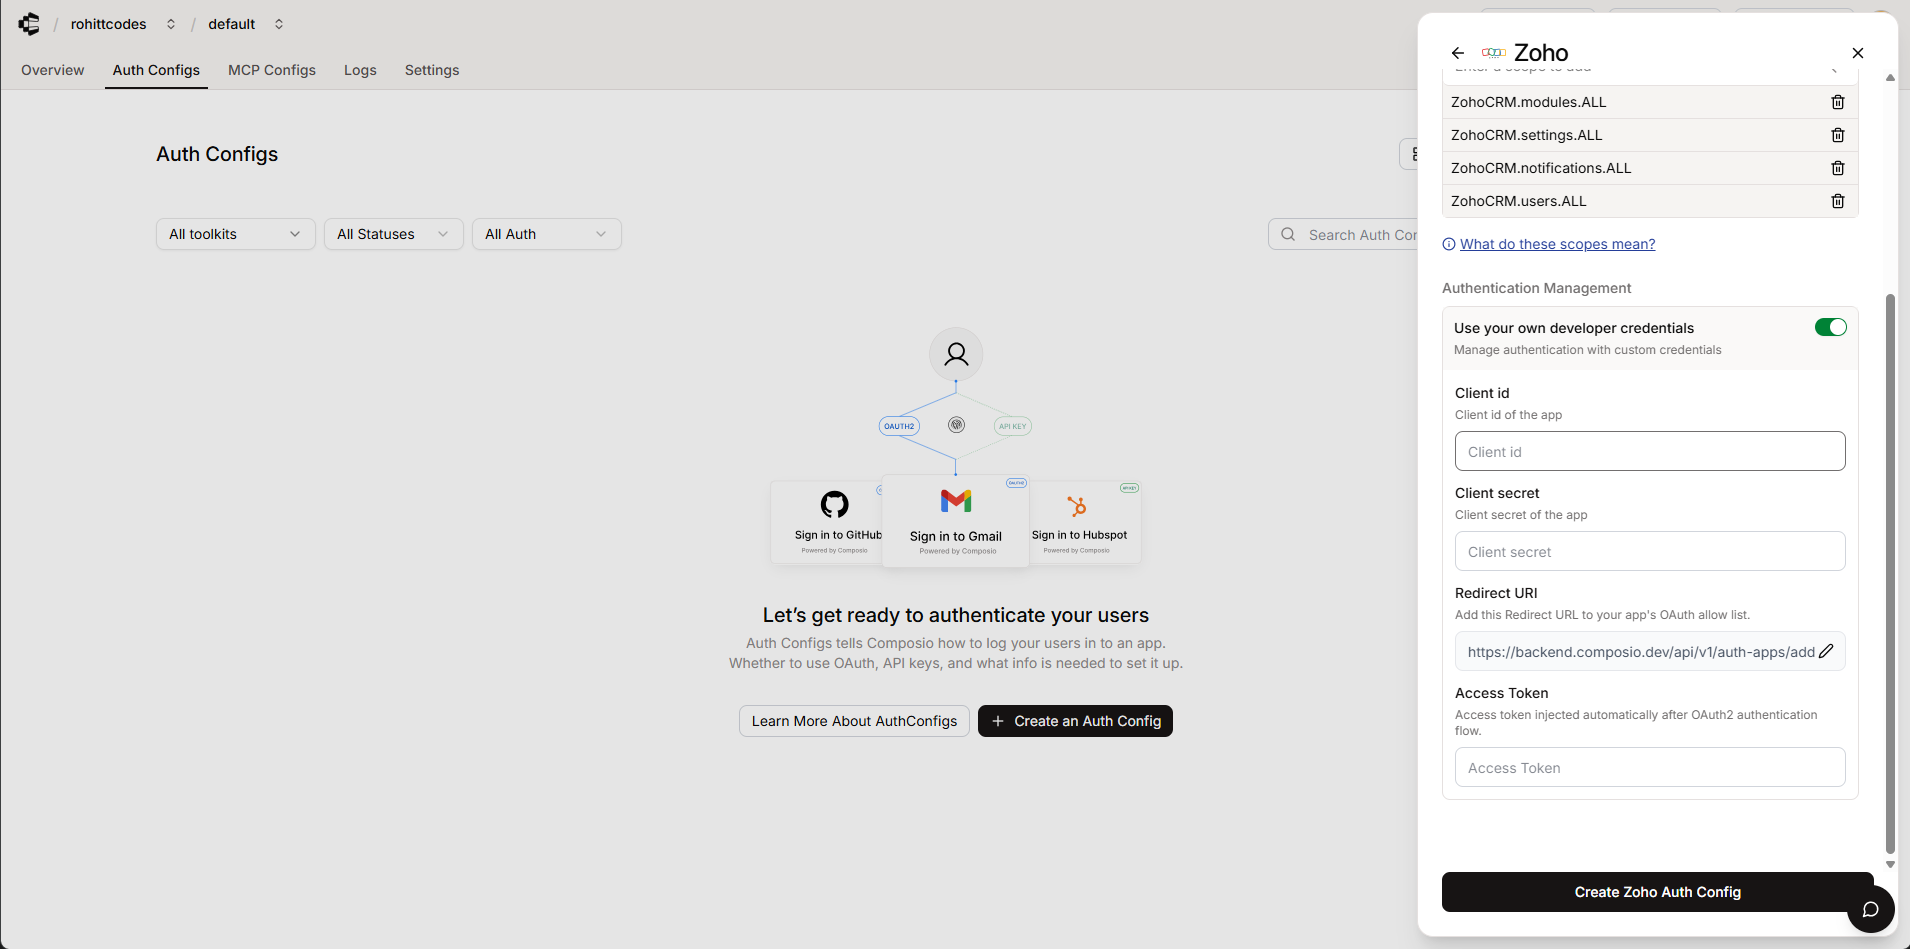 / rohittcodes / default
Overview Auth Configs MCP Configs Logs Settings
Auth Configs
All toolkits All Statuses All Auth
Search Auth Con
OAUTH2
API KEY
OAUTH2
API KEY
Sign in to GitHub
Powered by Composio
Sign in to Gmail
Powered by Composio
Sign in to Hubspot
Powered by Composio
Let's get ready to authenticate your users
Auth Configs tells Composio how to log your users in to an app.
Whether to use OAuth, API keys, and what info is needed to set it up.
Learn More About AuthConfigs
+ Create an Auth Config
Zoho
Enter a scope to add
ZohoCRM.modules.ALL
ZohoCRM.settings.ALL
ZohoCRM.notifications.ALL
ZohoCRM.users.ALL
What do these scopes mean?
Authentication Management
Use your own developer credentials
Manage authentication with custom credentials
Client id
Client id of the app
Client id
Client secret
Client secret of the app
Client secret
Redirect URI
Add this Redirect URL to your app's OAuth allow list.
https://backend.composio.dev/api/v1/auth-apps/add
Access Token
Access token injected automatically after OAuth2 authentication
flow.
Access Token
Create Zoho Auth Config